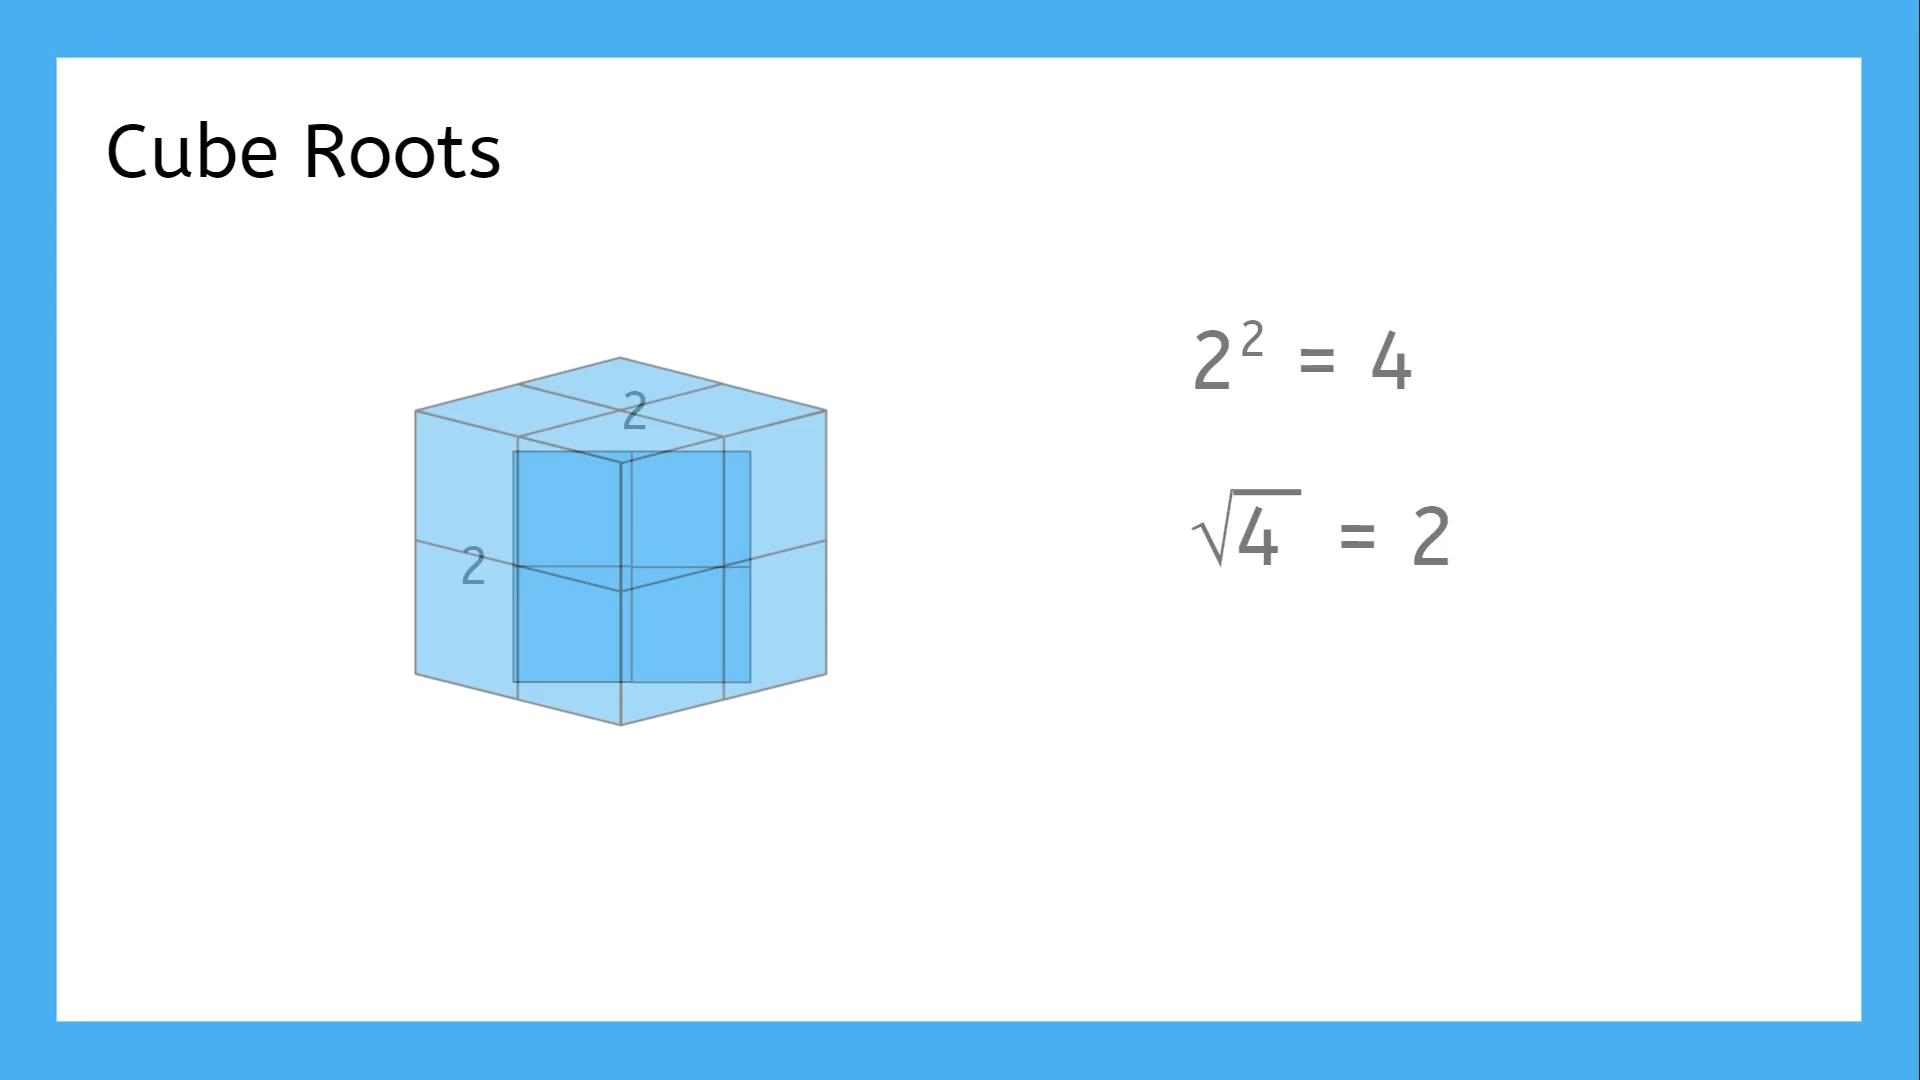 Cube Roots
2² = 4
2
√4 = 2
2